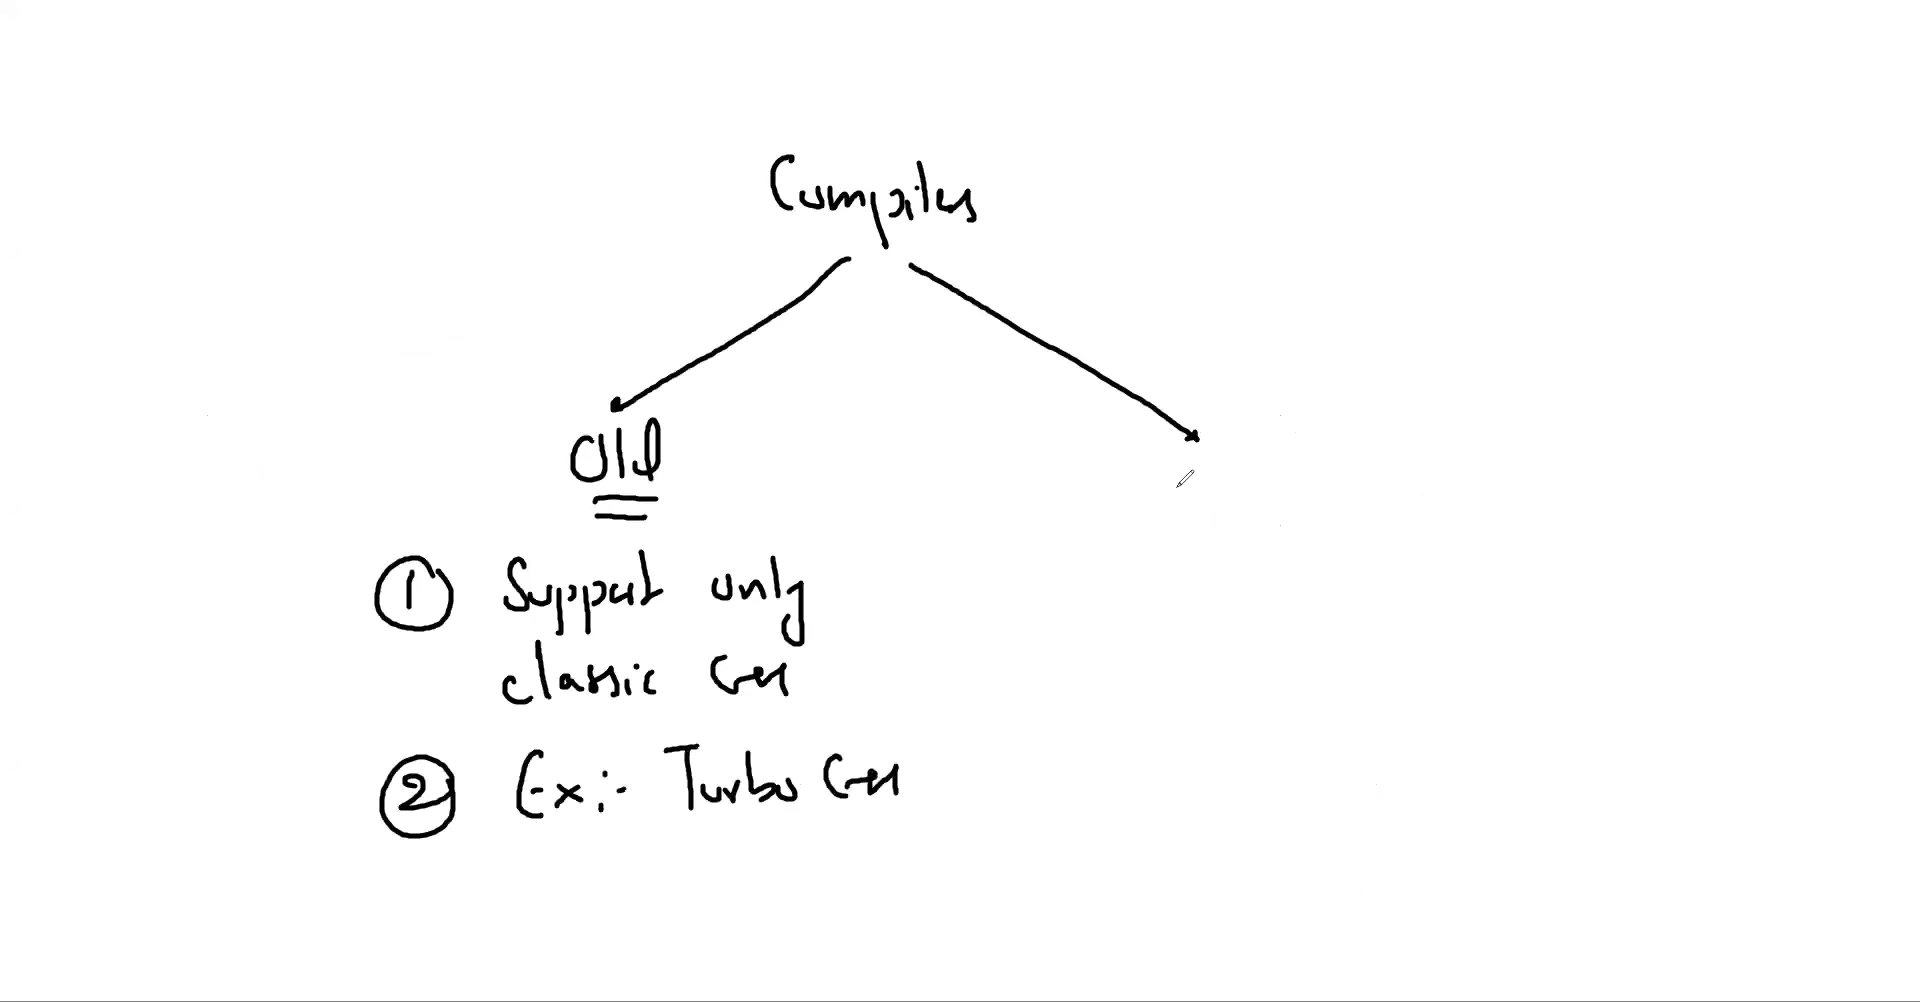 Compilers
Old
① Support only
classic C++
② Ex:- Turbo C++